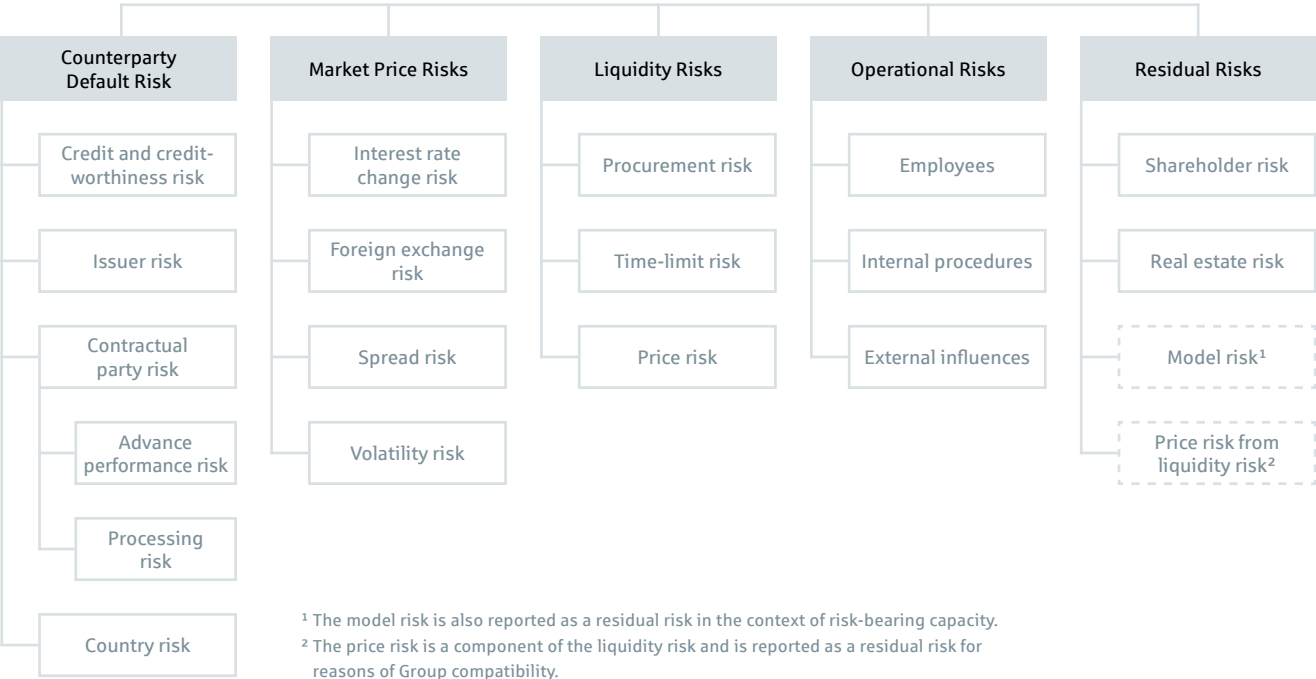 Counterparty
Default Risk
Market Price Risks
Liquidity Risks
Operational Risks
Residual Risks
Credit and credit-
worthiness risk
Interest rate
change risk
Procurement risk
Employees
Shareholder risk
Issuer risk
Foreign exchange
risk
Time-limit risk
Internal procedures
Real estate risk
Contractual
party risk
Spread risk
Price risk
External influences
Model risk¹
Advance
performance risk
Volatility risk
Price risk from
liquidity risk²
Processing
risk
Country risk
¹ The model risk is also reported as a residual risk in the context of risk-bearing capacity.
² The price risk is a component of the liquidity risk and is reported as a residual risk for
reasons of Group compatibility.